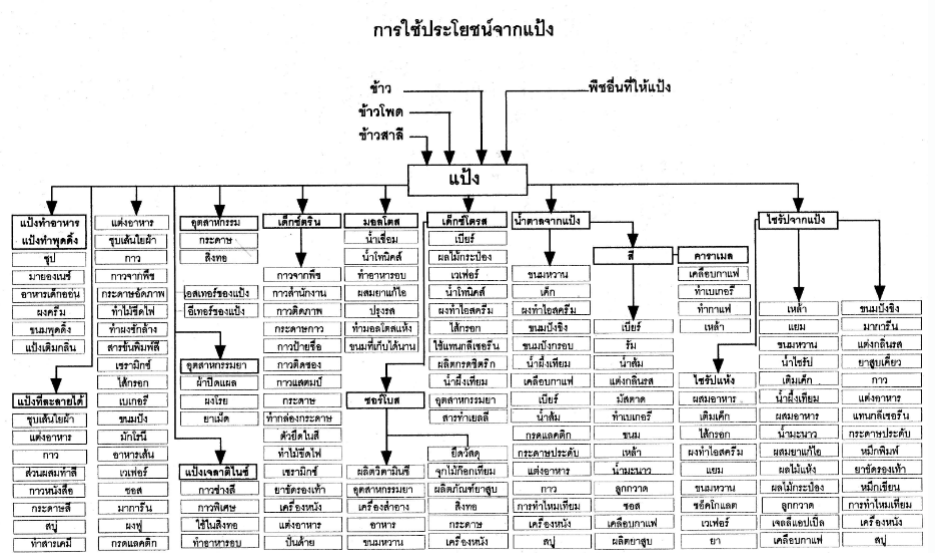 การใช้ประโยชน์จากแป้ง
ข้าว
พืชอื่นที่ให้แป้ง
ข้าวโพด
ข้าวสาลี
แป้ง
แป้งทำอาหาร
แป้งทำพุดดิ้ง
ซุป
มายองเนซ์
อาหารเด็กอ่อน
ผงครีม
ขนมพุดดิ้ง
แป้งเติมกลิ่น
แป้งที่ละลายได้
ชุบเส้นใยผ้า
แต่งอาหาร
กาว
ส่วนผสมทำสี
กาวหนังสือ
กระดาษสี
สบู่
ทำสารเคมี
แต่งอาหาร
ชุบเส้นใยผ้า
กาว
กาวจากพืช
กระดาษอัดภาพ
ทำไม้ขีดไฟ
ทำผงซักล้าง
สารขันพิมพ์สี
เซรามิกซ์
ไส้กรอก
เบเกอรี่
ขนมปัง
มักโรนี
อาหารเส้น
เวเฟอร์
ซอส
มาการีน
ผงฟู
กรดแลคติก
อุตสาหกรรม
กระดาษ
สิ่งทอ
เอสเทอร์ของแป้ง
อีเทอร์ของแป้ง
อุตสาหกรรมยา
ผ้าปิดแผล
ผงโรย
ยาเม็ด
แป้งเจลาติไนซ์
กาวช่างสี
กาวพิเศษ
ใช้ในสิ่งทอ
ทำอาหารอบ
เด็กซ์ตริน
กาวจากพืช
กาวสำนักงาน
กาวติดภาพ
กระดาษกาว
กาวป้ายชื่อ
กาวติดซอง
กาวแสตมป์
กระดาษ
ทำกล่องกระดาษ
ตัวยึดในสี
ทำไม้ขีดไฟ
เซรามิกซ์
ยาขัดรองเท้า
เครื่องหนัง
แต่งอาหาร
ปั่นด้าย
มอลโตส
น้ำเชื่อม
น้ำโทนิคส์
ทำอาหารอบ
ผสมยาแก้ไอ
ปรุงรส
ทำมอลโตสแห้ง
ขนมที่เก็บได้นาน
ซอร์โบส
ผลิตวิตามินซี
อุตสาหกรรมยา
เครื่องสำอาง
อาหาร
ขนมหวาน
เด็กซ์โตรส
เบียร์
ผลไม้กระป๋อง
เวเฟอร์
น้ำโทนิคส์
ผงทำไอสครีม
ไส้กรอก
ใช้แทนกลีเซอรีน
ผลิตกรดซิตริก
น้ำผึ้งเทียม
อุตสาหกรรมยา
สารทำเยลลี่
ยึดวัสดุ
จุกไม้ก๊อกเทียม
ผลิตภัณฑ์ยาสูบ
สิ่งทอ
กระดาษ
เครื่องหนัง
น้ำตาลจากแป้ง
ขนมหวาน
เค็ก
ผงทำไอสครีม
ขนมปังขิง
ขนมปังกรอบ
น้ำผึ้งเทียม
เคลือบกาแฟ
เบียร์
น้ำส้ม
กรดแลคติก
กระดาษประดับ
แต่งอาหาร
กาว
การทำไหมเทียม
เครื่องหนัง
สบู่
สี
เบียร์
รัม
น้ำส้ม
แต่งกลิ่นรส
มัสตาด
ทำเบเกอรี่
ขนม
เหล้า
น้ำมะนาว
ลูกกวาด
ซอส
เคลือบกาแฟ
ผลิตยาสูบ
คาราเมล
เคลือบกาแฟ
ทำเบเกอรี่
ทำกาแฟ
เหล้า
ไซรัปแห้ง
ผสมอาหาร
เติมเค็ก
ไส้กรอก
ผงทำไอสครีม
แยม
ขนมหวาน
ช๊อคโกแลต
เวเฟอร์
ยา
ไซรัปจากแป้ง
เหล้า
แยม
ขนมหวาน
น้ำไซรัป
เติมเค็ก
น้ำผึ้งเทียม
ผสมอาหาร
น้ำมะนาว
ผสมยาแก้ไอ
ผลไม้แห้ง
ผลไม้กระป๋อง
ลูกกวาด
เจลลี่แอปเปิล
เคลือบกาแฟ
ขนมปังขิง
มาการีน
แต่งกลิ่นรส
ยาสูบเคี้ยว
กาว
แต่งอาหาร
แทนกลีเซอรีน
กระดาษประดับ
หมึกพิมพ์
ยาขัดรองเท้า
หมึกเขียน
การทำไหมเทียม
เครื่องหนัง
สบู่